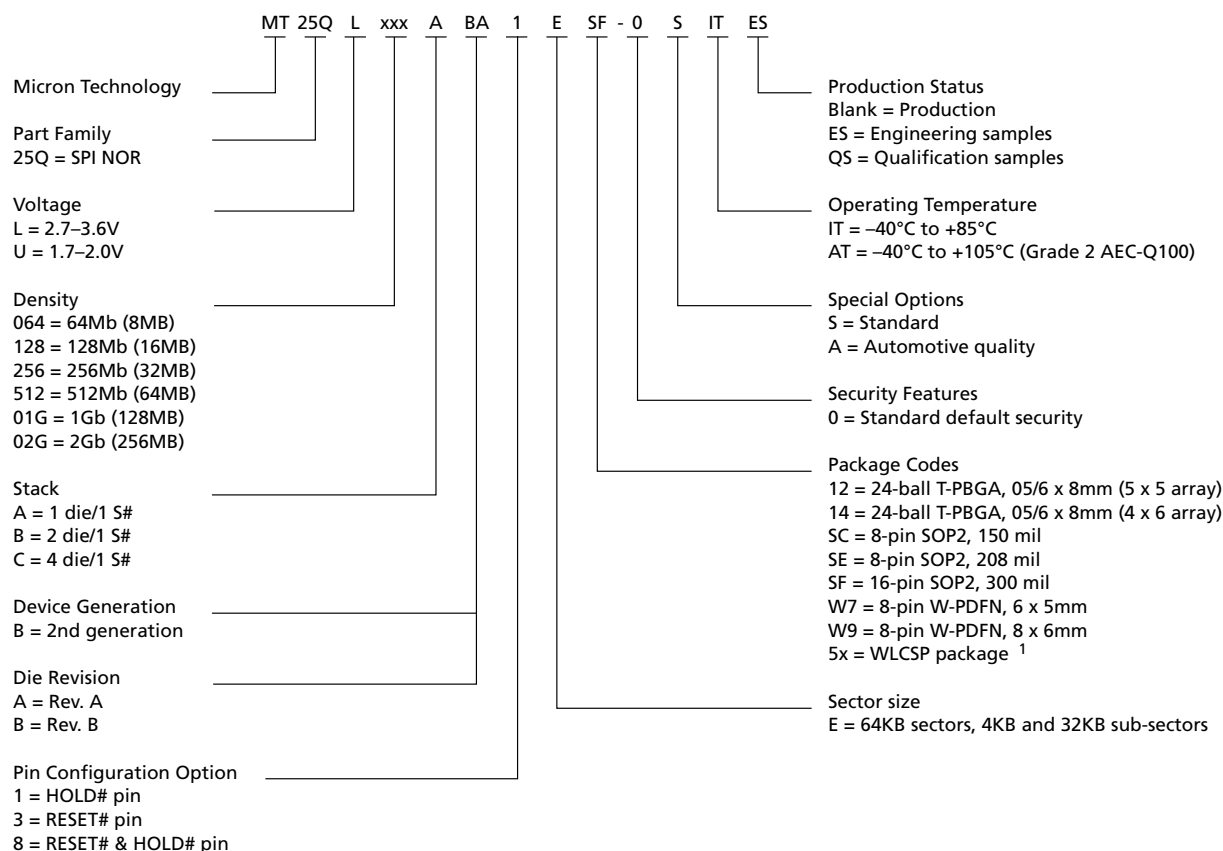 MT 25Q L xxx A BA 1 E SF - 0 S IT ES
Micron Technology
Part Family
25Q = SPI NOR
Voltage
L = 2.7–3.6V
U = 1.7–2.0V
Density
064 = 64Mb (8MB)
128 = 128Mb (16MB)
256 = 256Mb (32MB)
512 = 512Mb (64MB)
01G = 1Gb (128MB)
02G = 2Gb (256MB)
Stack
A = 1 die/1 S#
B = 2 die/1 S#
C = 4 die/1 S#
Device Generation
B = 2nd generation
Die Revision
A = Rev. A
B = Rev. B
Pin Configuration Option
1 = HOLD# pin
3 = RESET# pin
8 = RESET# & HOLD# pin
Production Status
Blank = Production
ES = Engineering samples
QS = Qualification samples
Operating Temperature
IT = –40°C to +85°C
AT = –40°C to +105°C (Grade 2 AEC-Q100)
Special Options
S = Standard
A = Automotive quality
Security Features
0 = Standard default security
Package Codes
12 = 24-ball T-PBGA, 05/6 x 8mm (5 x 5 array)
14 = 24-ball T-PBGA, 05/6 x 8mm (4 x 6 array)
SC = 8-pin SOP2, 150 mil
SE = 8-pin SOP2, 208 mil
SF = 16-pin SOP2, 300 mil
W7 = 8-pin W-PDFN, 6 x 5mm
W9 = 8-pin W-PDFN, 8 x 6mm
5x = WLCSP package 1
Sector size
E = 64KB sectors, 4KB and 32KB sub-sectors